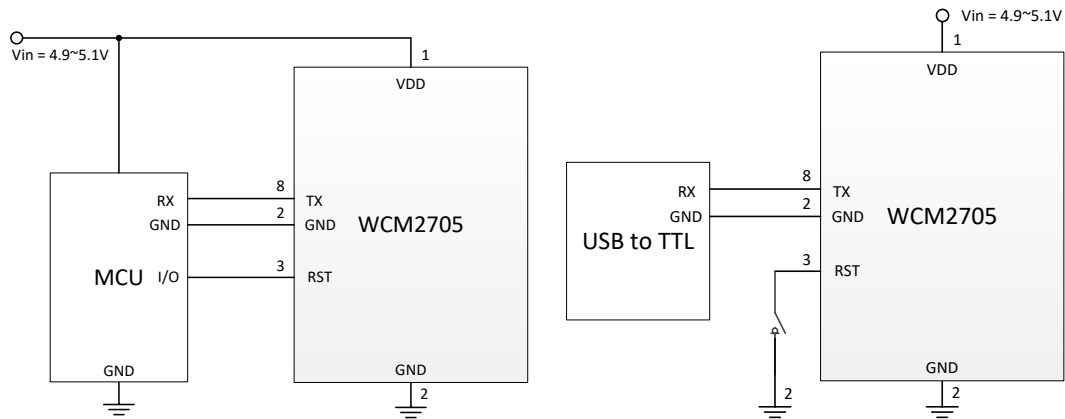 Vin = 4.9~5.1V
1
VDD
RX
8
TX
GND
2
GND
WCM2705
MCU
I/O
3
RST
GND
GND
2
Vin = 4.9~5.1V
1
VDD
RX
8
TX
GND
2
GND
WCM2705
USB to TTL
3
RST
2
GND
2